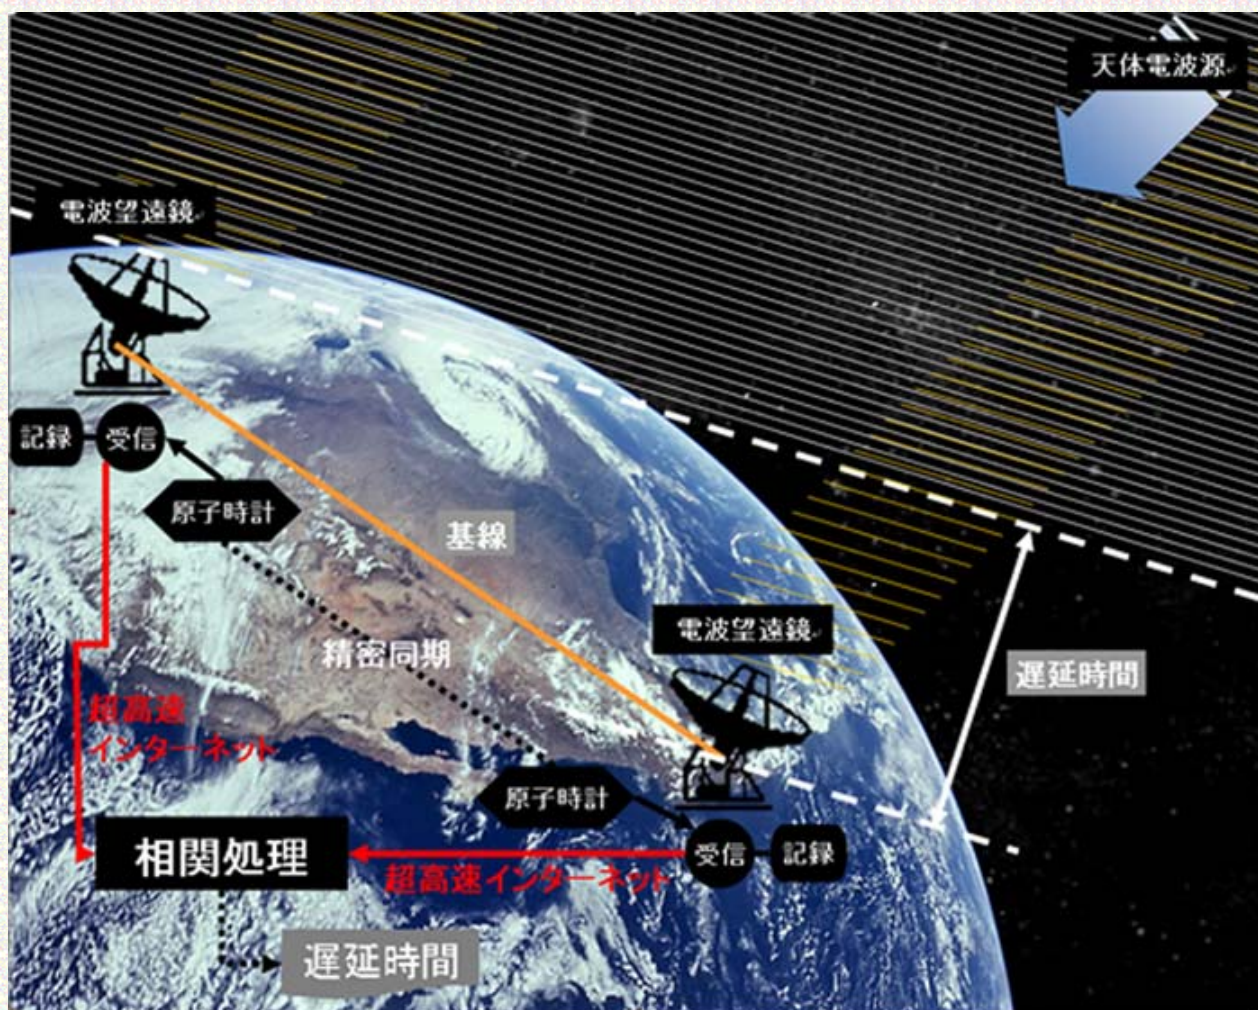 天体電波源
電波望遠鏡
記録
受信
原子時計
基線
電波望遠鏡
精密同期
遅延時間
超高速
インターネット
原子時計
相関処理
超高速インターネット
受信
記録
遅延時間